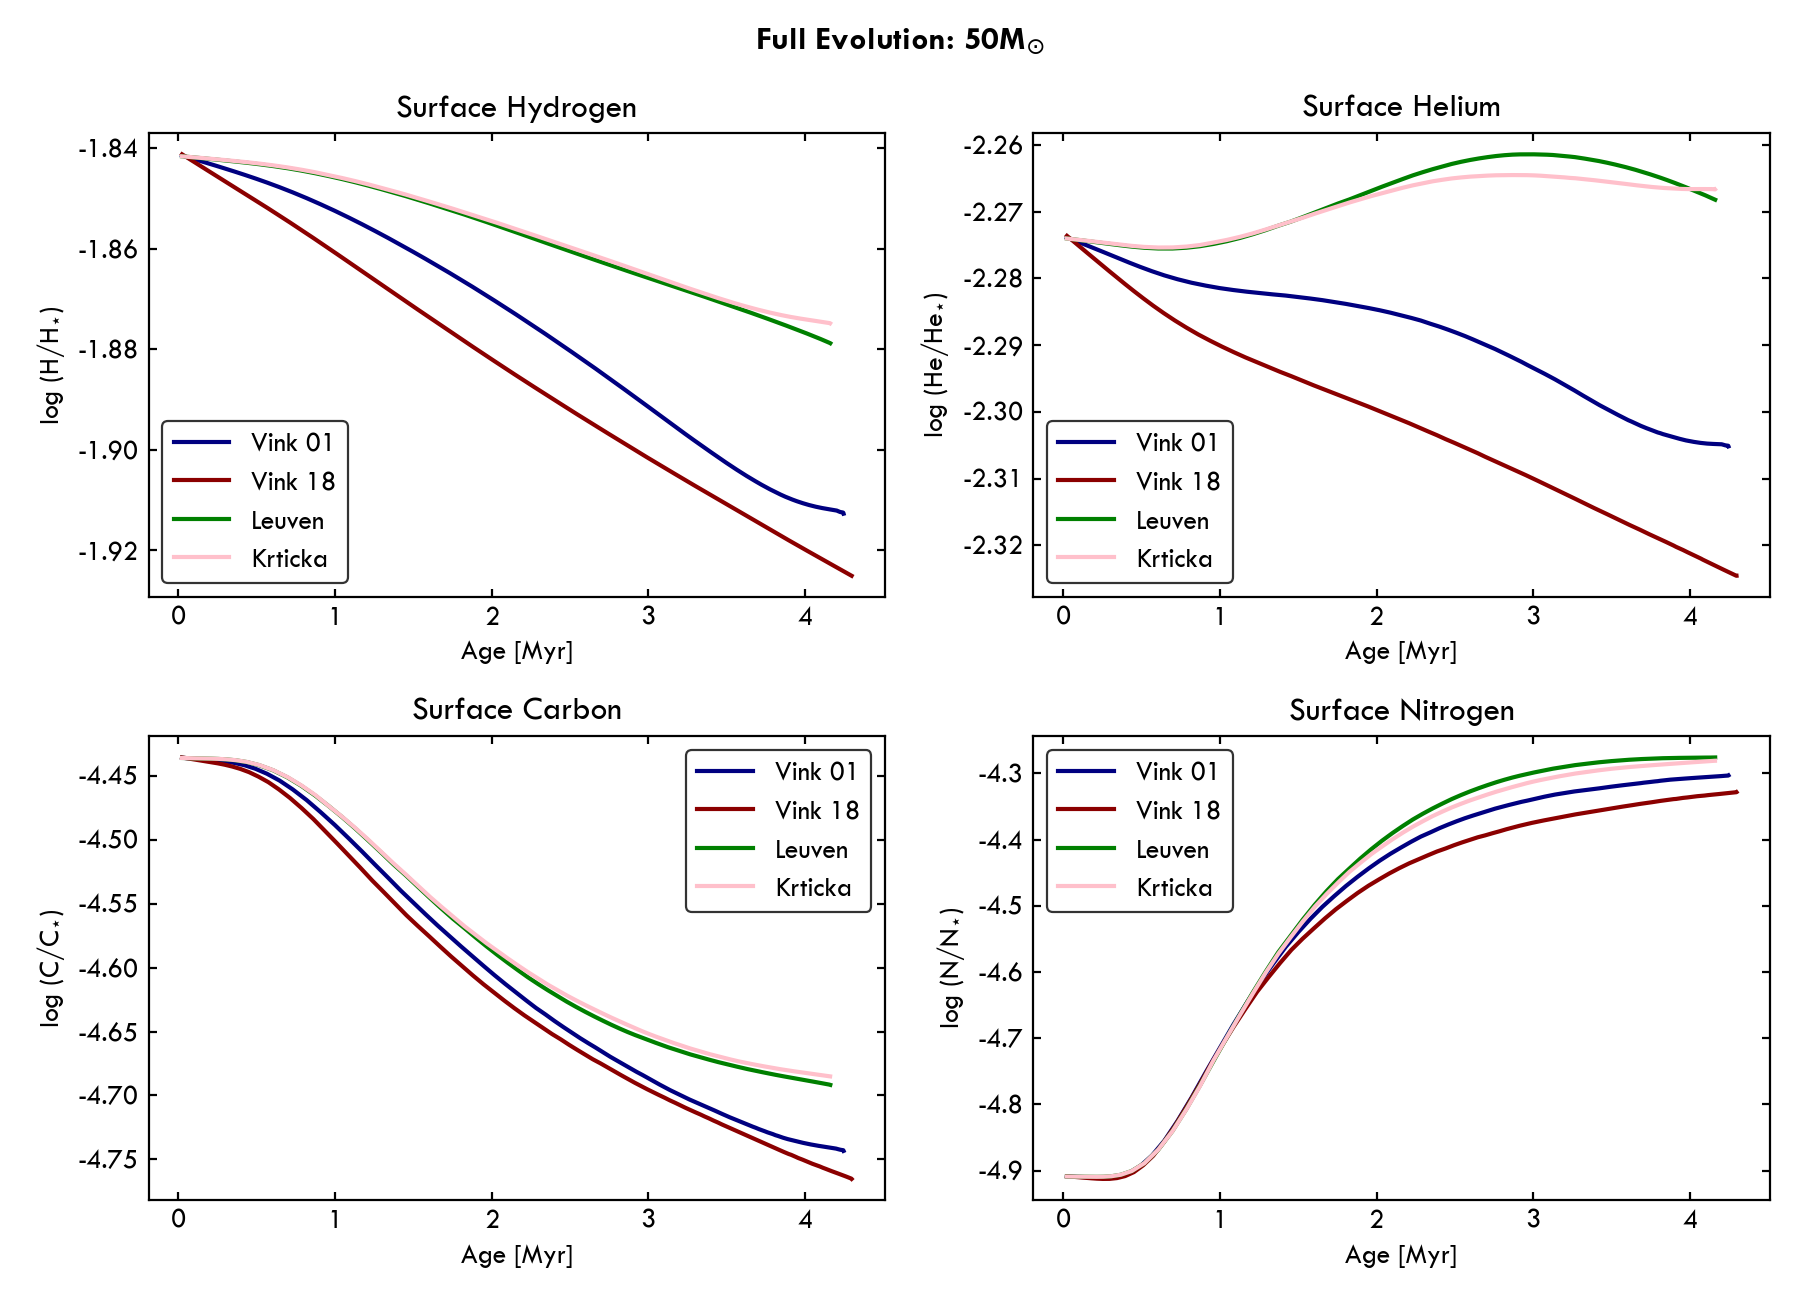 Full Evolution: 50M☉
Surface Hydrogen
-1.84
-1.86
-1.88
-1.90
-1.92
log (H/H⋆)
Vink 01
Vink 18
Leuven
Krticka
0 1 2 3 4
Age [Myr]
Surface Helium
-2.26
-2.27
-2.28
-2.29
-2.30
-2.31
-2.32
log (He/He⋆)
Vink 01
Vink 18
Leuven
Krticka
0 1 2 3 4
Age [Myr]
Surface Carbon
-4.45
-4.50
-4.55
-4.60
-4.65
-4.70
-4.75
log (C/C⋆)
Vink 01
Vink 18
Leuven
Krticka
0 1 2 3 4
Age [Myr]
Surface Nitrogen
-4.3
-4.4
-4.5
-4.6
-4.7
-4.8
-4.9
log (N/N⋆)
Vink 01
Vink 18
Leuven
Krticka
0 1 2 3 4
Age [Myr]